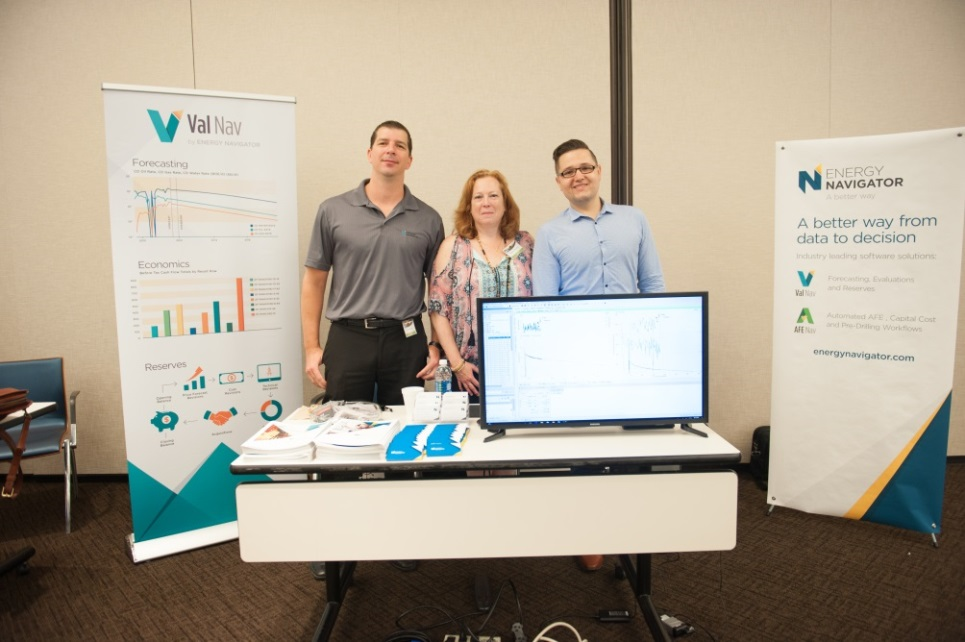 Val Nav
by ENERGY NAVIGATOR
Forecasting
Economics
Reserves
ENERGY
NAVIGATOR
A better way
A better way from
data to decision
Industry leading software solutions:
Val Nav
Forecasting, Evaluations
and Reserves
AFE Nav
Automated AFE , Capital Cost
and Pre-Drilling Workflows
energynavigator.com